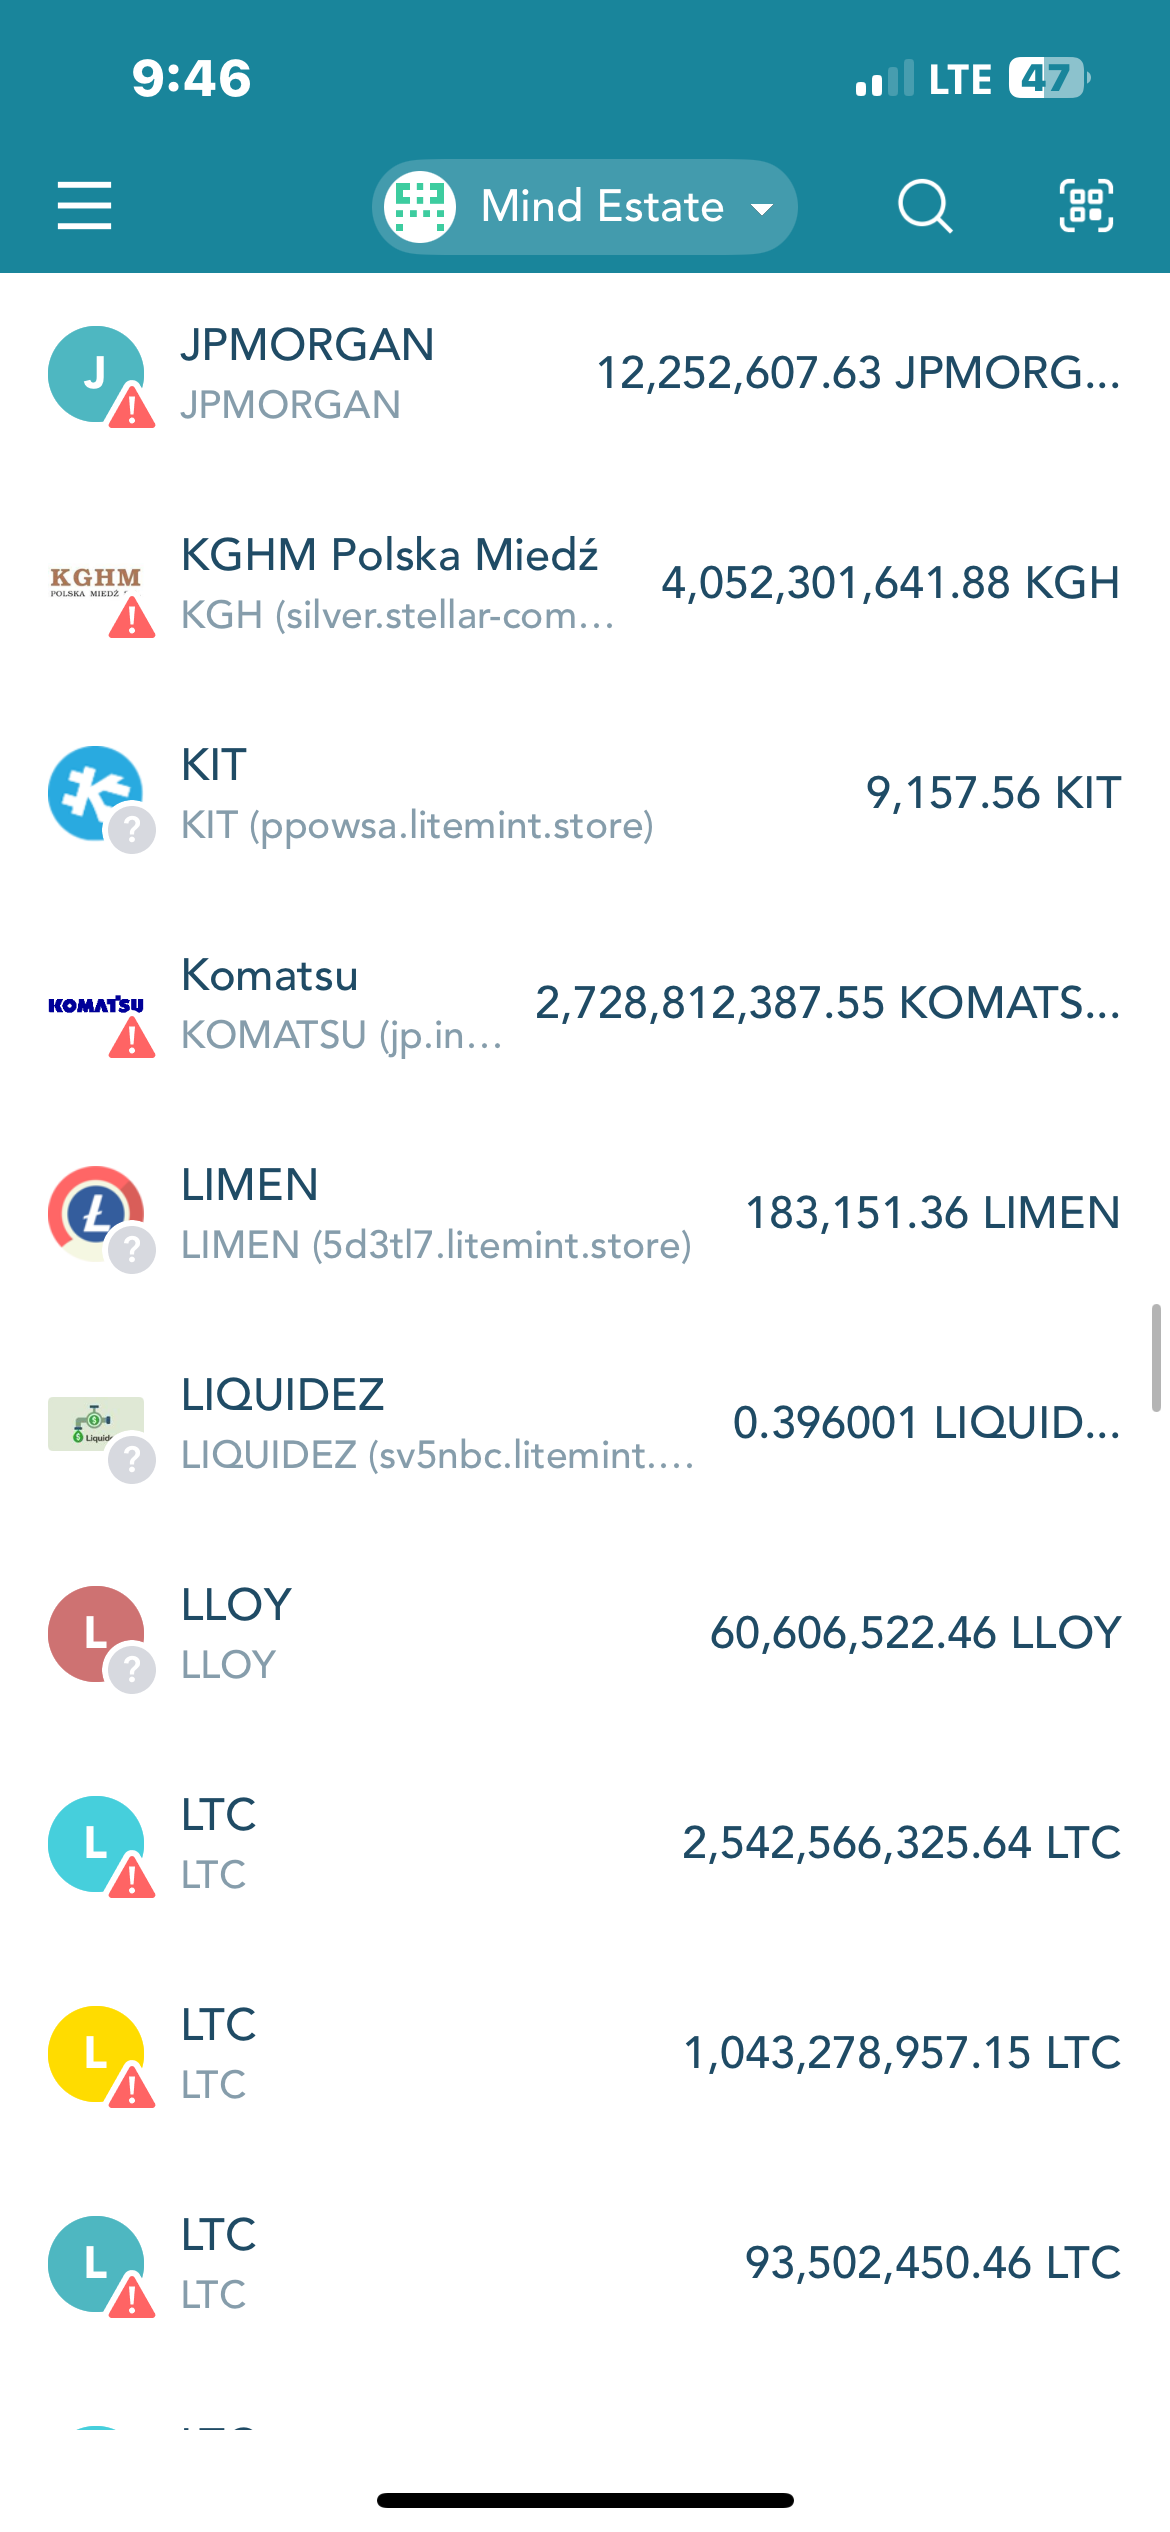 9:46
LTE 47
Mind Estate
J
JPMORGAN
JPMORGAN
12,252,607.63 JPMORG...
KGHM
POLSKA MIEDŹ
KGHM Polska Miedź
KGH (silver.stellar-com...
4,052,301,641.88 KGH
KIT
KIT (ppowsa.litemint.store)
9,157.56 KIT
?
KOMATSU
Komatsu
KOMATSU (jp.in...
2,728,812,387.55 KOMATS...
LIMEN
LIMEN (5d3tl7.litemint.store)
183,151.36 LIMEN
?
LIQUIDEZ
LIQUIDEZ (sv5nbc.litemint....
0.396001 LIQUID...
?
L
LLOY
LLOY
60,606,522.46 LLOY
?
L
LTC
LTC
2,542,566,325.64 LTC
L
LTC
LTC
1,043,278,957.15 LTC
L
LTC
LTC
93,502,450.46 LTC